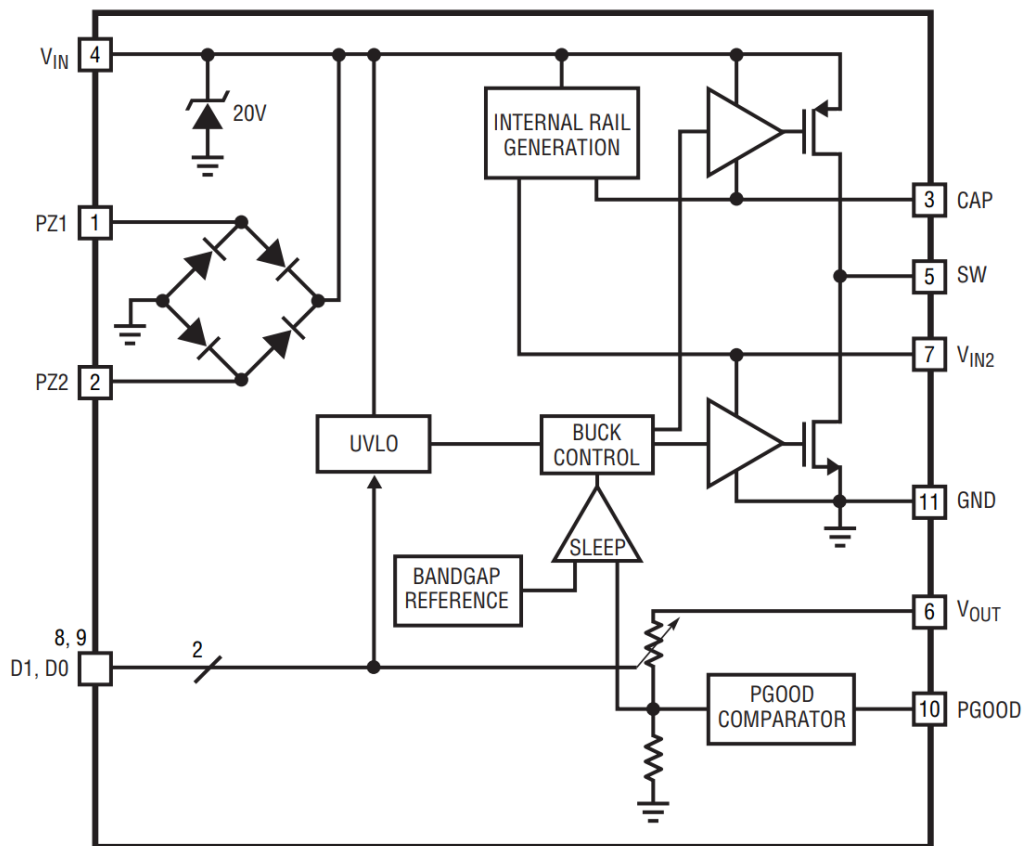 VIN
4
20V
INTERNAL RAIL
GENERATION
3
CAP
PZ1
1
5
SW
7
VIN2
PZ2
2
UVLO
BUCK
CONTROL
11
GND
SLEEP
BANDGAP
REFERENCE
6
VOUT
8, 9
D1, D0
2
PGOOD
COMPARATOR
10
PGOOD